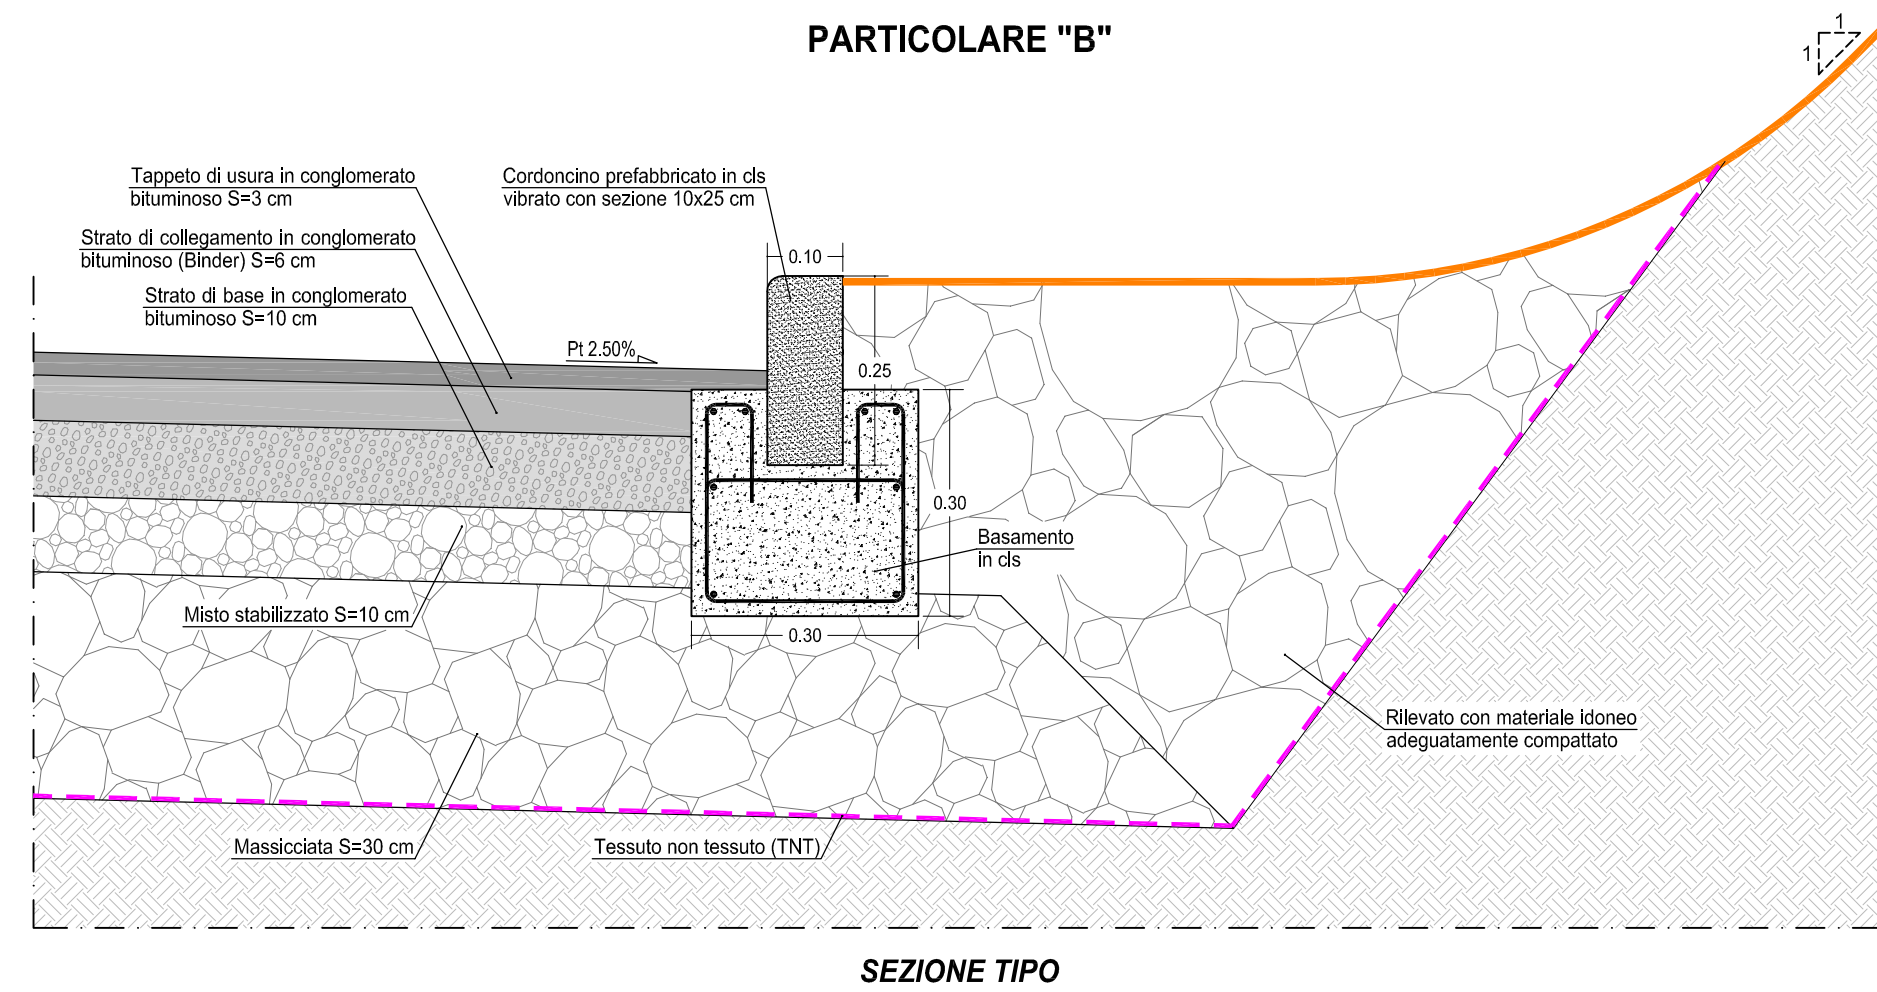 PARTICOLARE "B"
1
1
Tappeto di usura in conglomerato
bituminoso S=3 cm
Cordoncino prefabbricato in cls
vibrato con sezione 10x25 cm
Strato di collegamento in conglomerato
bituminoso (Binder) S=6 cm
0.10
Strato di base in conglomerato
bituminoso S=10 cm
Pt 2.50%
0.25
0.30
Basamento
in cls
Misto stabilizzato S=10 cm
0.30
Rilevato con materiale idoneo
adeguatamente compattato
Massicciata S=30 cm
Tessuto non tessuto (TNT)
SEZIONE TIPO